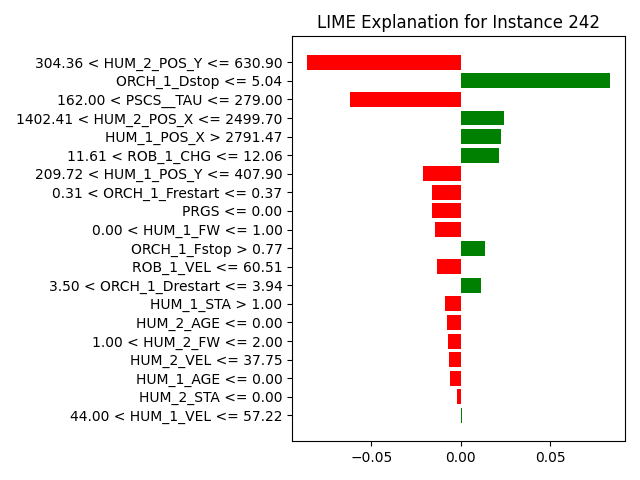 LIME Explanation for Instance 242
304.36 < HUM_2_POS_Y <= 630.90
ORCH_1_Dstop <= 5.04
162.00 < PSCS__TAU <= 279.00
1402.41 < HUM_2_POS_X <= 2499.70
HUM_1_POS_X > 2791.47
11.61 < ROB_1_CHG <= 12.06
209.72 < HUM_1_POS_Y <= 407.90
0.31 < ORCH_1_Frestart <= 0.37
PRGS <= 0.00
0.00 < HUM_1_FW <= 1.00
ORCH_1_Fstop > 0.77
ROB_1_VEL <= 60.51
3.50 < ORCH_1_Drestart <= 3.94
HUM_1_STA > 1.00
HUM_2_AGE <= 0.00
1.00 < HUM_2_FW <= 2.00
HUM_2_VEL <= 37.75
HUM_1_AGE <= 0.00
HUM_2_STA <= 0.00
44.00 < HUM_1_VEL <= 57.22
−0.05 0.00 0.05